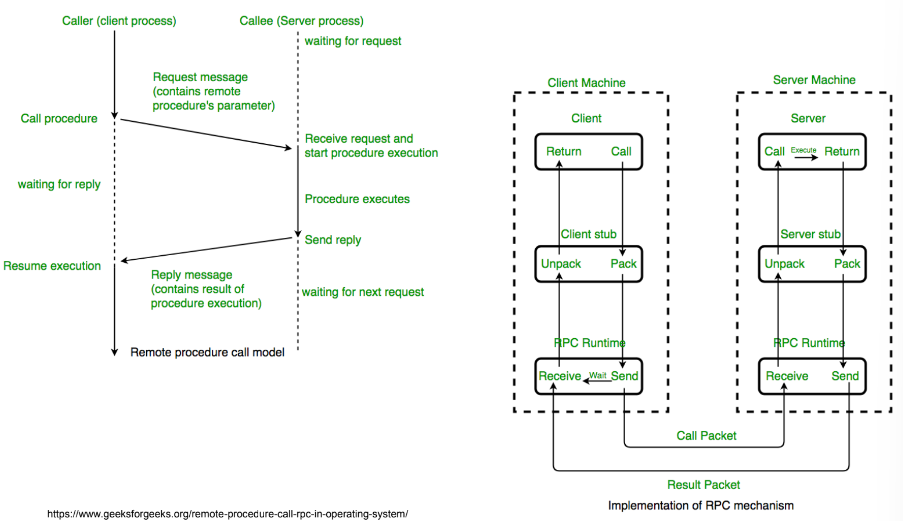 Caller (client process)
Callee (Server process)
waiting for request
Request message
(contains remote
procedure's parameter)
Call procedure
Receive request and
start procedure execution
waiting for reply
Procedure executes
Send reply
Resume execution
Reply message
(contains result of
procedure execution)
waiting for next request
Remote procedure call model
Client Machine
Client
Return Call
Client stub
Unpack Pack
RPC Runtime
Receive Wait Send
Server Machine
Server
Call Execute Return
Server stub
Unpack Pack
RPC Runtime
Receive Send
Call Packet
Result Packet
Implementation of RPC mechanism
https://www.geeksforgeeks.org/remote-procedure-call-rpc-in-operating-system/